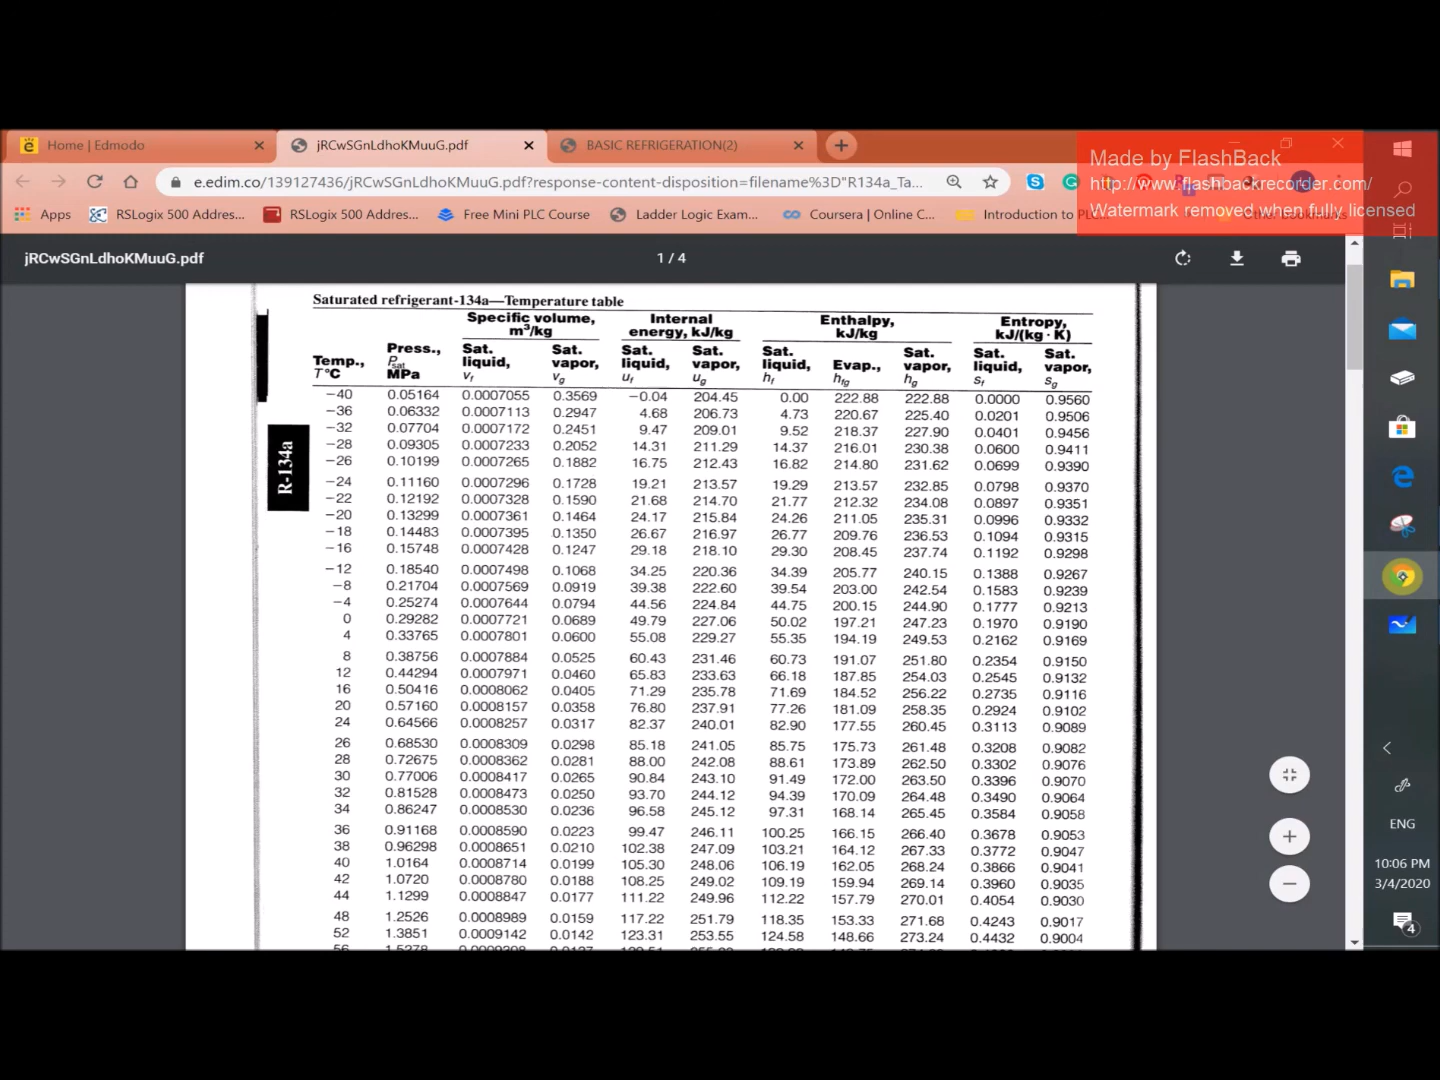 Home | Edmodo
jRCwSGnLdhoKMuuG.pdf
BASIC REFRIGERATION(2)
Made by FlashBack
http://www.flashbackrecorder.com/
Watermark removed when fully licensed
e.edim.co/139127436/jRCwSGnLdhoKMuuG.pdf?response-content-disposition=filename%3D"R134a_Ta...
Apps RSLogix 500 Addres... RSLogix 500 Addres... Free Mini PLC Course Ladder Logic Exam... Coursera | Online C... Introduction to
jRCwSGnLdhoKMuuG.pdf 1 / 4
Saturated refrigerant-134a—Temperature table
Specific volume, m³/kg Internal energy, kJ/kg Enthalpy, kJ/kg Entropy, kJ/(kg · K)
Temp., T °C Press., Psat MPa Sat. liquid, vf Sat. vapor, vg Sat. liquid, uf Sat. vapor, ug Sat. liquid, hf Evap., hfg Sat. vapor, hg Sat. liquid, sf Sat. vapor, sg
−40 0.05164 0.0007055 0.3569 −0.04 204.45 0.00 222.88 222.88 0.0000 0.9560
−36 0.06332 0.0007113 0.2947 4.68 206.73 4.73 220.67 225.40 0.0201 0.9506
−32 0.07704 0.0007172 0.2451 9.47 209.01 9.52 218.37 227.90 0.0401 0.9456
−28 0.09305 0.0007233 0.2052 14.31 211.29 14.37 216.01 230.38 0.0600 0.9411
−26 0.10199 0.0007265 0.1882 16.75 212.43 16.82 214.80 231.62 0.0699 0.9390
−24 0.11160 0.0007296 0.1728 19.21 213.57 19.29 213.57 232.85 0.0798 0.9370
−22 0.12192 0.0007328 0.1590 21.68 214.70 21.77 212.32 234.08 0.0897 0.9351
−20 0.13299 0.0007361 0.1464 24.17 215.84 24.26 211.05 235.31 0.0996 0.9332
−18 0.14483 0.0007395 0.1350 26.67 216.97 26.77 209.76 236.53 0.1094 0.9315
−16 0.15748 0.0007428 0.1247 29.18 218.10 29.30 208.45 237.74 0.1192 0.9298
−12 0.18540 0.0007498 0.1068 34.25 220.36 34.39 205.77 240.15 0.1388 0.9267
−8 0.21704 0.0007569 0.0919 39.38 222.60 39.54 203.00 242.54 0.1583 0.9239
−4 0.25274 0.0007644 0.0794 44.56 224.84 44.75 200.15 244.90 0.1777 0.9213
0 0.29282 0.0007721 0.0689 49.79 227.06 50.02 197.21 247.23 0.1970 0.9190
4 0.33765 0.0007801 0.0600 55.08 229.27 55.35 194.19 249.53 0.2162 0.9169
8 0.38756 0.0007884 0.0525 60.43 231.46 60.73 191.07 251.80 0.2354 0.9150
12 0.44294 0.0007971 0.0460 65.83 233.63 66.18 187.85 254.03 0.2545 0.9132
16 0.50416 0.0008062 0.0405 71.29 235.78 71.69 184.52 256.22 0.2735 0.9116
20 0.57160 0.0008157 0.0358 76.80 237.91 77.26 181.09 258.35 0.2924 0.9102
24 0.64566 0.0008257 0.0317 82.37 240.01 82.90 177.55 260.45 0.3113 0.9089
26 0.68530 0.0008309 0.0298 85.18 241.05 85.75 175.73 261.48 0.3208 0.9082
28 0.72675 0.0008362 0.0281 88.00 242.08 88.61 173.89 262.50 0.3302 0.9076
30 0.77006 0.0008417 0.0265 90.84 243.10 91.49 172.00 263.50 0.3396 0.9070
32 0.81528 0.0008473 0.0250 93.70 244.12 94.39 170.09 264.48 0.3490 0.9064
34 0.86247 0.0008530 0.0236 96.58 245.12 97.31 168.14 265.45 0.3584 0.9058
36 0.91168 0.0008590 0.0223 99.47 246.11 100.25 166.15 266.40 0.3678 0.9053
38 0.96298 0.0008651 0.0210 102.38 247.09 103.21 164.12 267.33 0.3772 0.9047
40 1.0164 0.0008714 0.0199 105.30 248.06 106.19 162.05 268.24 0.3866 0.9041
42 1.0720 0.0008780 0.0188 108.25 249.02 109.19 159.94 269.14 0.3960 0.9035
44 1.1299 0.0008847 0.0177 111.22 249.96 112.22 157.79 270.01 0.4054 0.9030
48 1.2526 0.0008989 0.0159 117.22 251.79 118.35 153.33 271.68 0.4243 0.9017
52 1.3851 0.0009142 0.0142 123.31 253.55 124.58 148.66 273.24 0.4432 0.9004
R-134a
ENG
10:06 PM
3/4/2020
4